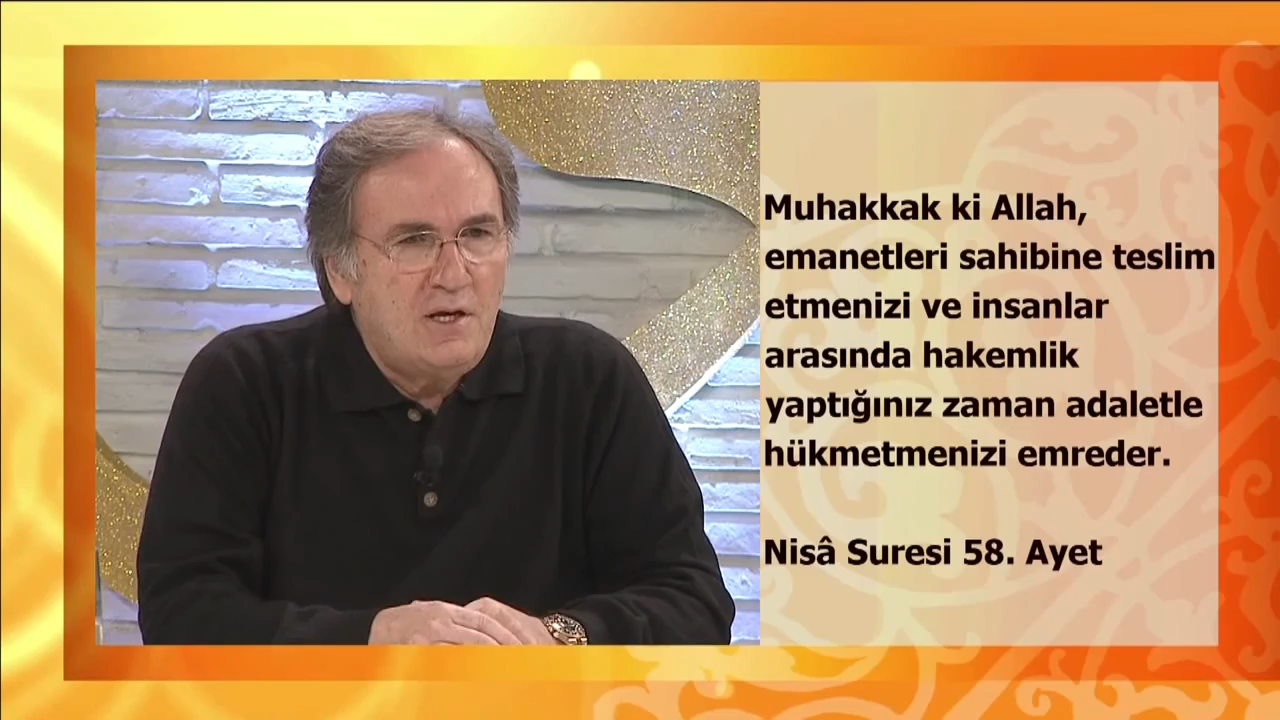 Muhakkak ki Allah,
emanetleri sahibine teslim
etmenizi ve insanlar
arasında hakemlik
yaptığınız zaman adaletle
hükmetmenizi emreder.
Nisâ Suresi 58. Ayet